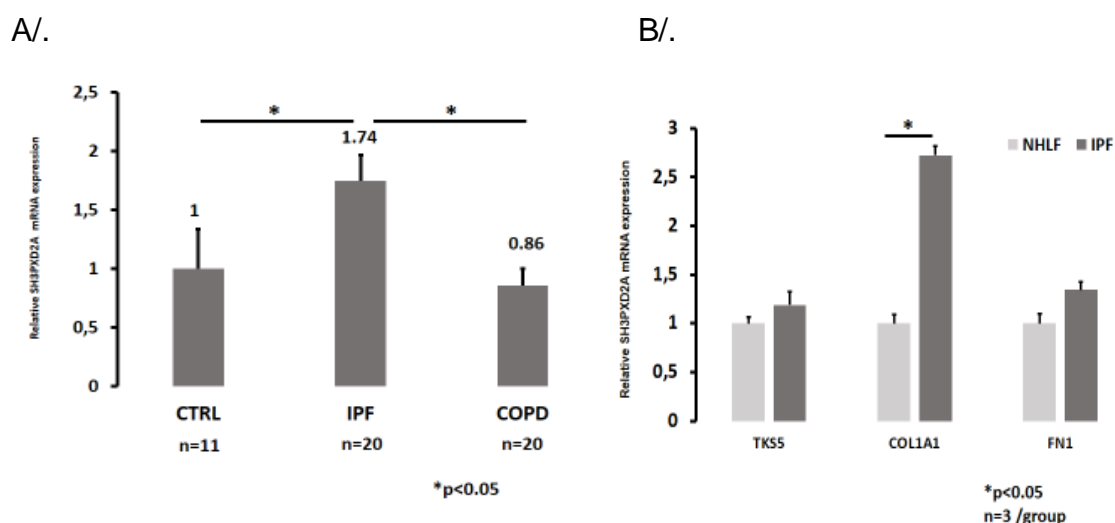 A/.
B/.
Relative SH3PXD2A mRNA expression
2,5
2
1,5
1
0,5
0
*
*
1
1.74
0.86
CTRL
IPF
COPD
n=11
n=20
n=20
*p<0.05
Relative SH3PXD2A mRNA expression
3
2,5
2
1,5
1
0,5
0
*
NHLF
IPF
TKS5
COL1A1
FN1
*p<0.05
n=3 /group